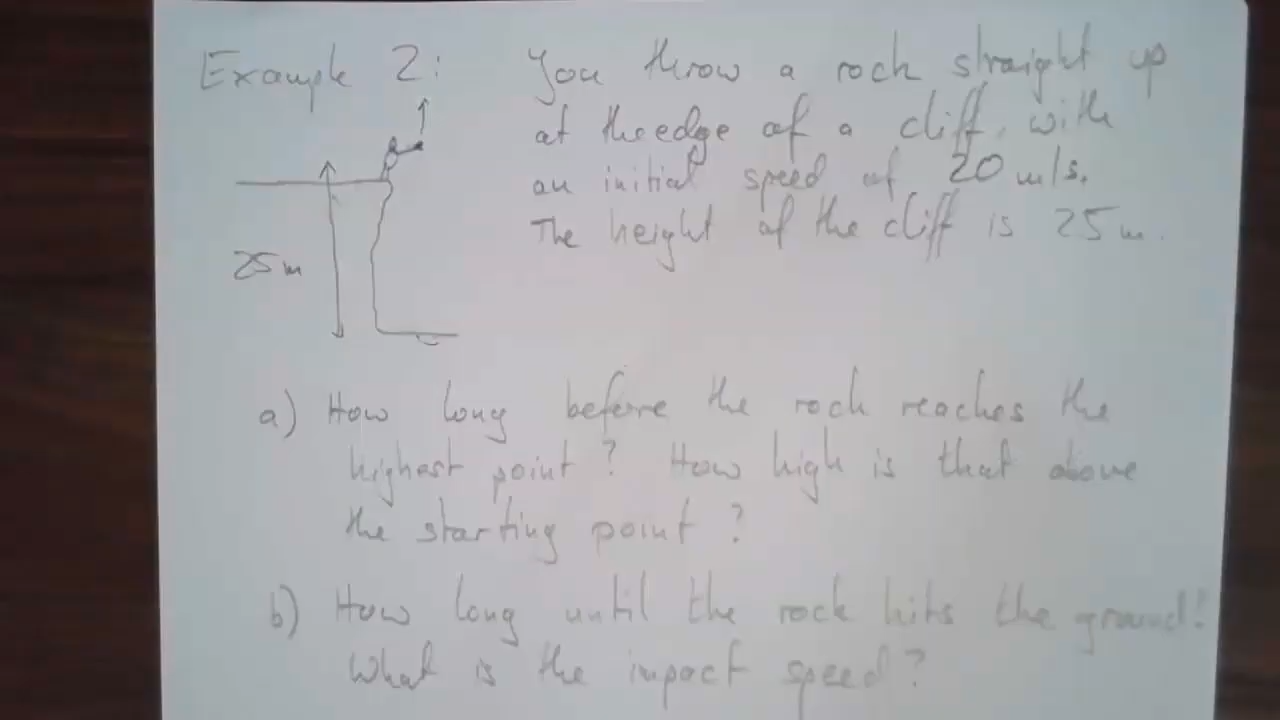 Example 2:
You throw a rock straight up
at the edge of a cliff, with
an initial speed of 20 m/s.
The height of the cliff is 25 m.
25 m
a) How long before the rock reaches the
highest point? How high is that above
the starting point?
b) How long until the rock hits the ground?
What is the impact speed?